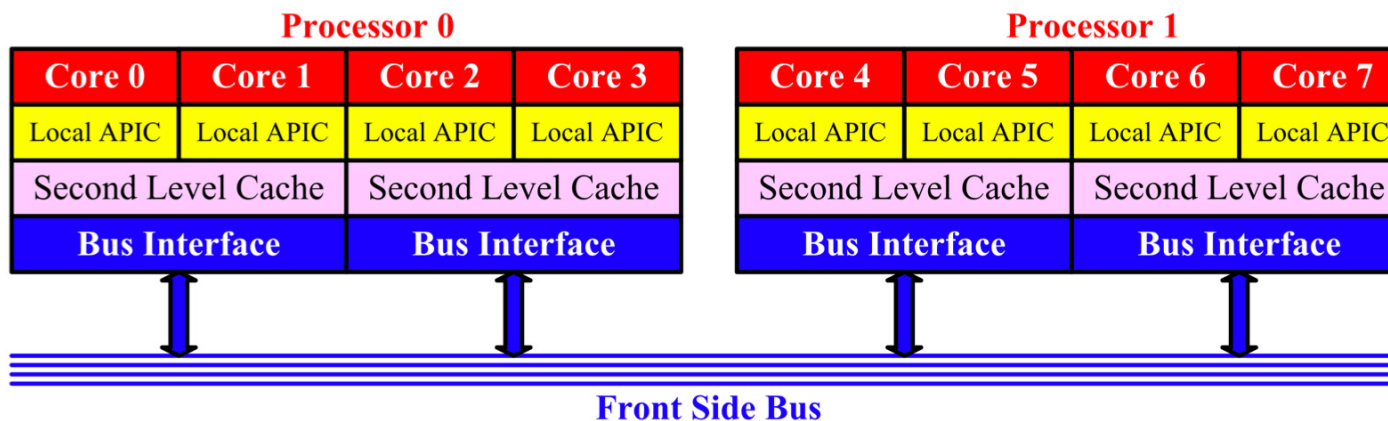 Processor 0 Processor 1
Core 0 Core 1 Core 2 Core 3 Core 4 Core 5 Core 6 Core 7
Local APIC Local APIC Local APIC Local APIC Local APIC Local APIC Local APIC Local APIC
Second Level Cache Second Level Cache Second Level Cache Second Level Cache
Bus Interface Bus Interface Bus Interface Bus Interface
Front Side Bus